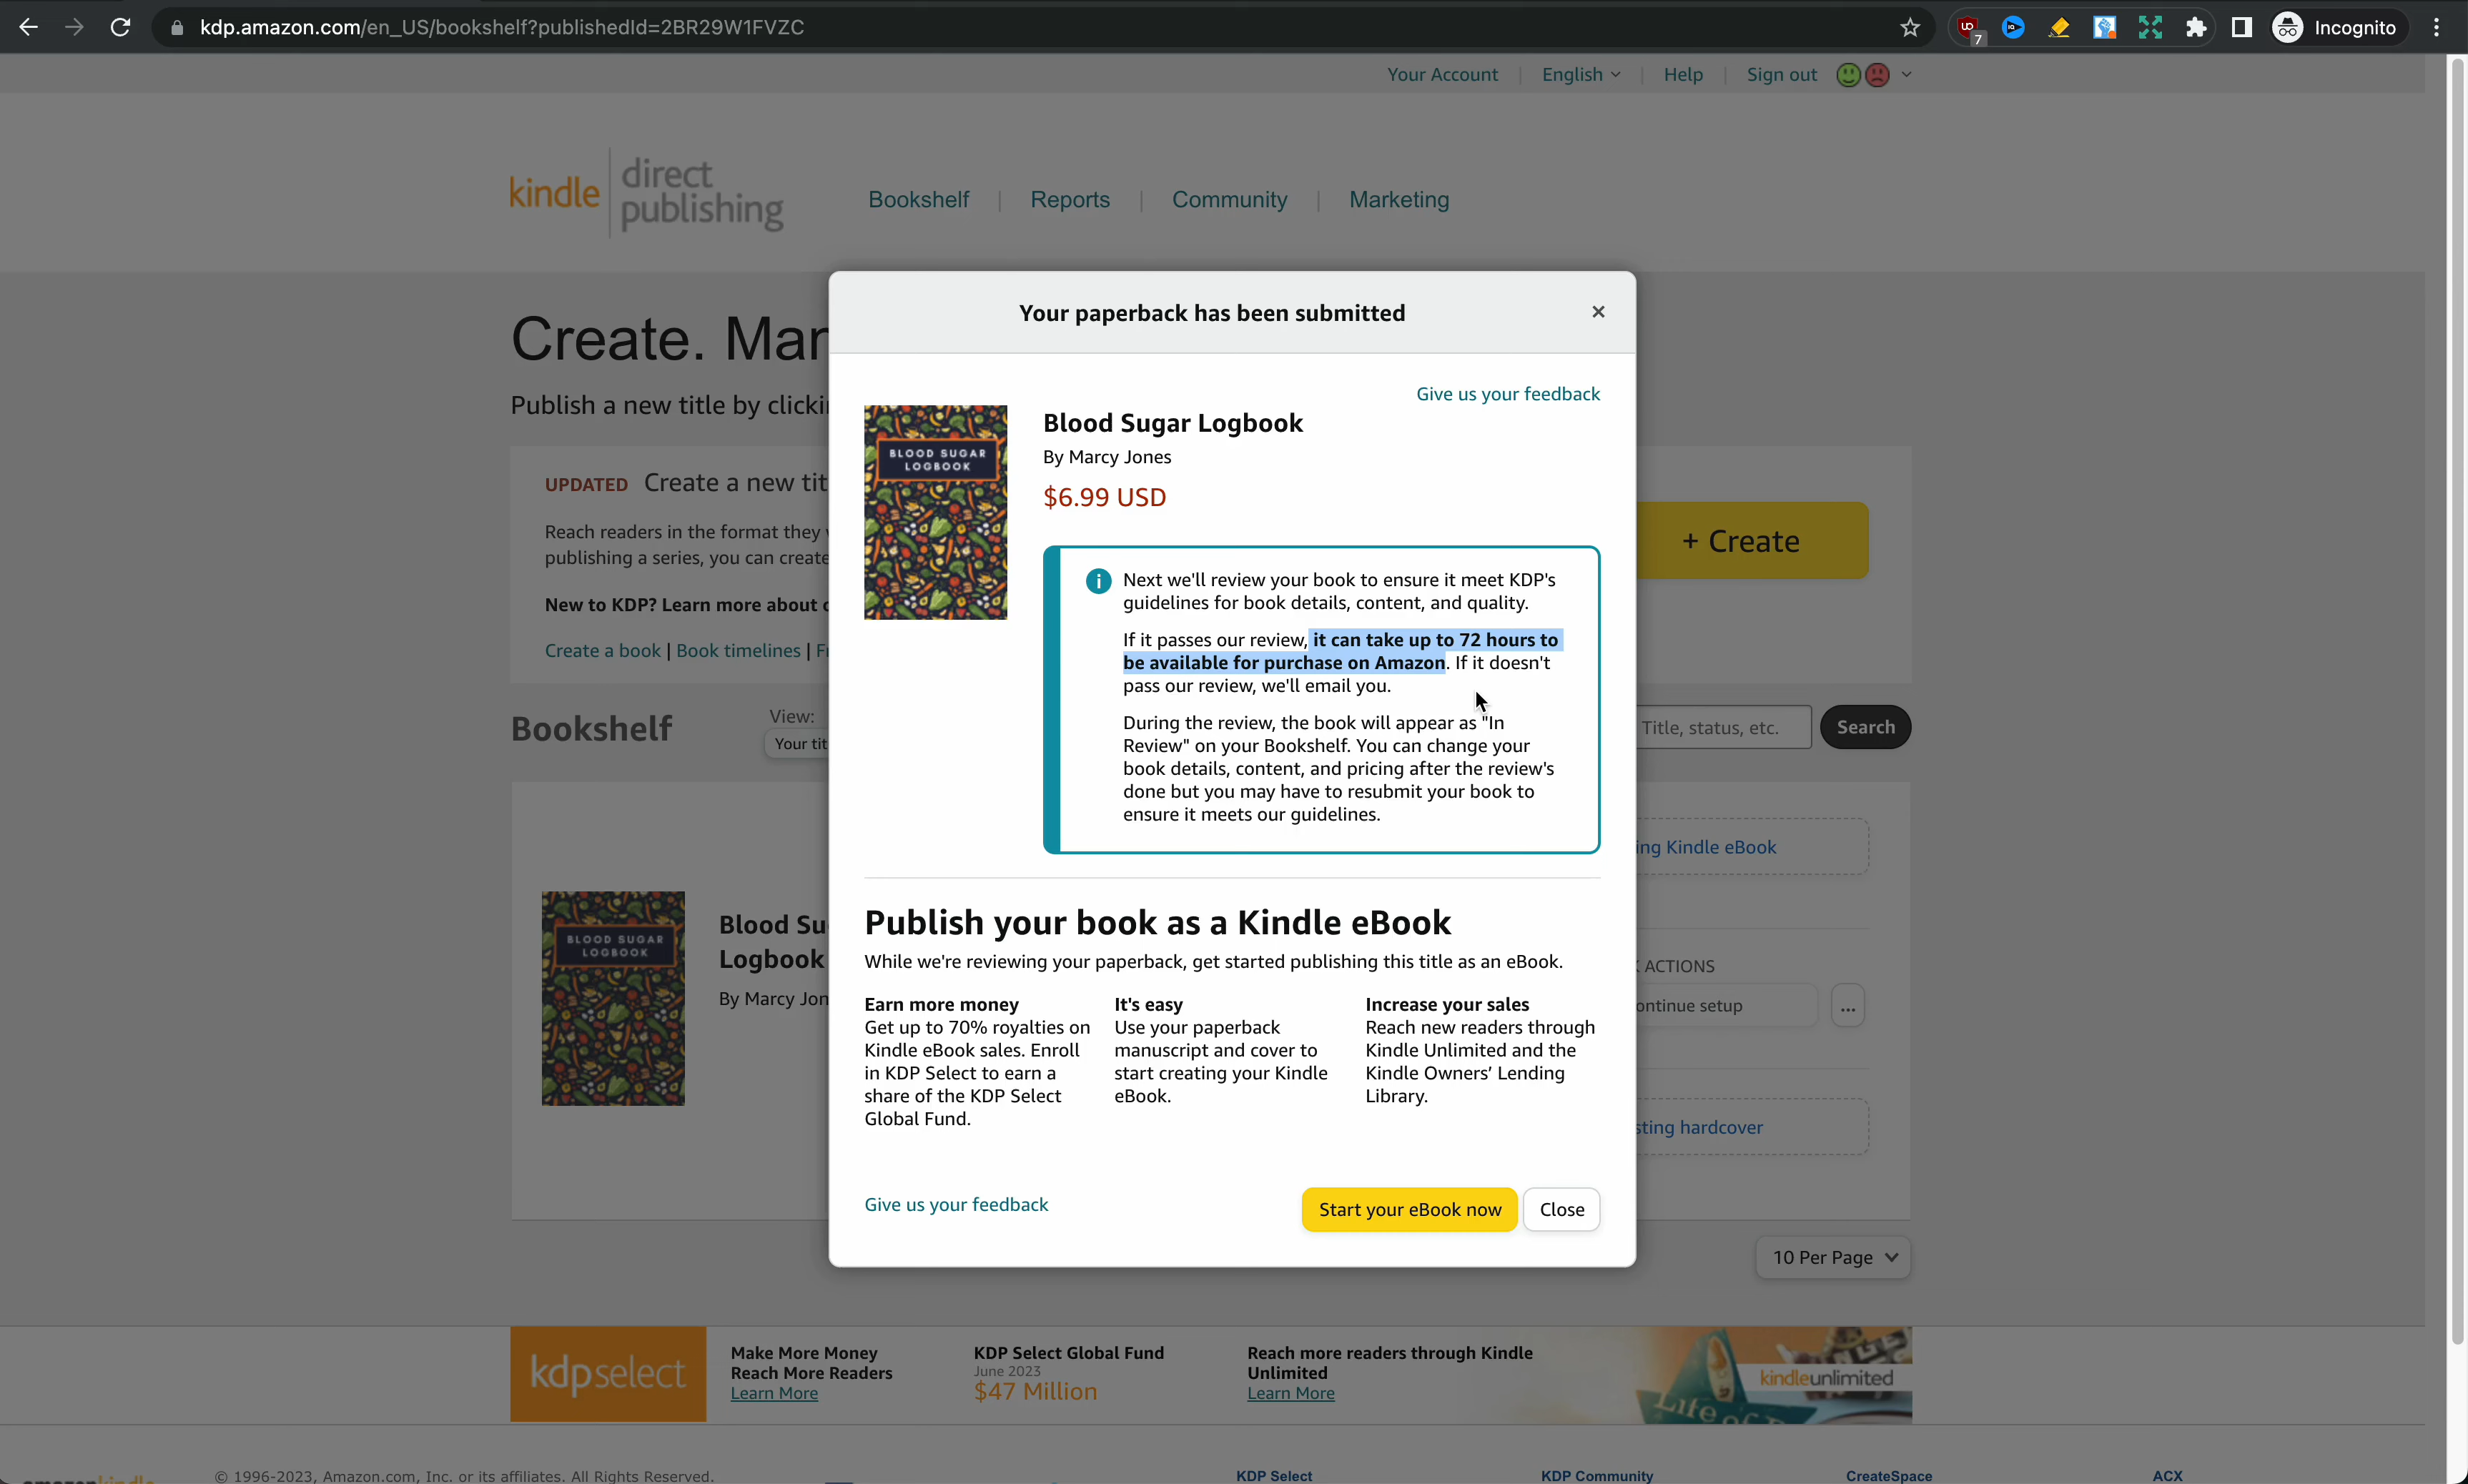 kdp.amazon.com/en_US/bookshelf?publishedId=2BR29W1FVZC
7
Incognito
Your Account | English | Help | Sign out
kindle direct publishing
Bookshelf | Reports | Community | Marketing
Create. Mar
Publish a new title by clicki
UPDATED Create a new tit
Reach readers in the format they
publishing a series, you can create
New to KDP? Learn more about
Create a book | Book timelines |
+ Create
Bookshelf
View:
Your tit
Title, status, etc.
Search
BLOOD SUGAR
LOGBOOK
Blood Su
Logbook
By Marcy Jon
ing Kindle eBook
ACTIONS
ontinue setup
...
sting hardcover
10 Per Page
Your paperback has been submitted
×
Give us your feedback
BLOOD SUGAR
LOGBOOK
Blood Sugar Logbook
By Marcy Jones
$6.99 USD
i
Next we'll review your book to ensure it meet KDP's
guidelines for book details, content, and quality.
If it passes our review, it can take up to 72 hours to
be available for purchase on Amazon. If it doesn't
pass our review, we'll email you.
During the review, the book will appear as "In
Review" on your Bookshelf. You can change your
book details, content, and pricing after the review's
done but you may have to resubmit your book to
ensure it meets our guidelines.
Publish your book as a Kindle eBook
While we're reviewing your paperback, get started publishing this title as an eBook.
Earn more money
Get up to 70% royalties on
Kindle eBook sales. Enroll
in KDP Select to earn a
share of the KDP Select
Global Fund.
It's easy
Use your paperback
manuscript and cover to
start creating your Kindle
eBook.
Increase your sales
Reach new readers through
Kindle Unlimited and the
Kindle Owners’ Lending
Library.
Give us your feedback
Start your eBook now
Close
kdpselect
Make More Money
Reach More Readers
Learn More
KDP Select Global Fund
June 2023
$47 Million
Reach more readers through Kindle
Unlimited
Learn More
kindleunlimited
Life of
© 1996-2023, Amazon.com, Inc. or its affiliates. All Rights Reserved.
KDP Select
KDP Community
CreateSpace
ACX